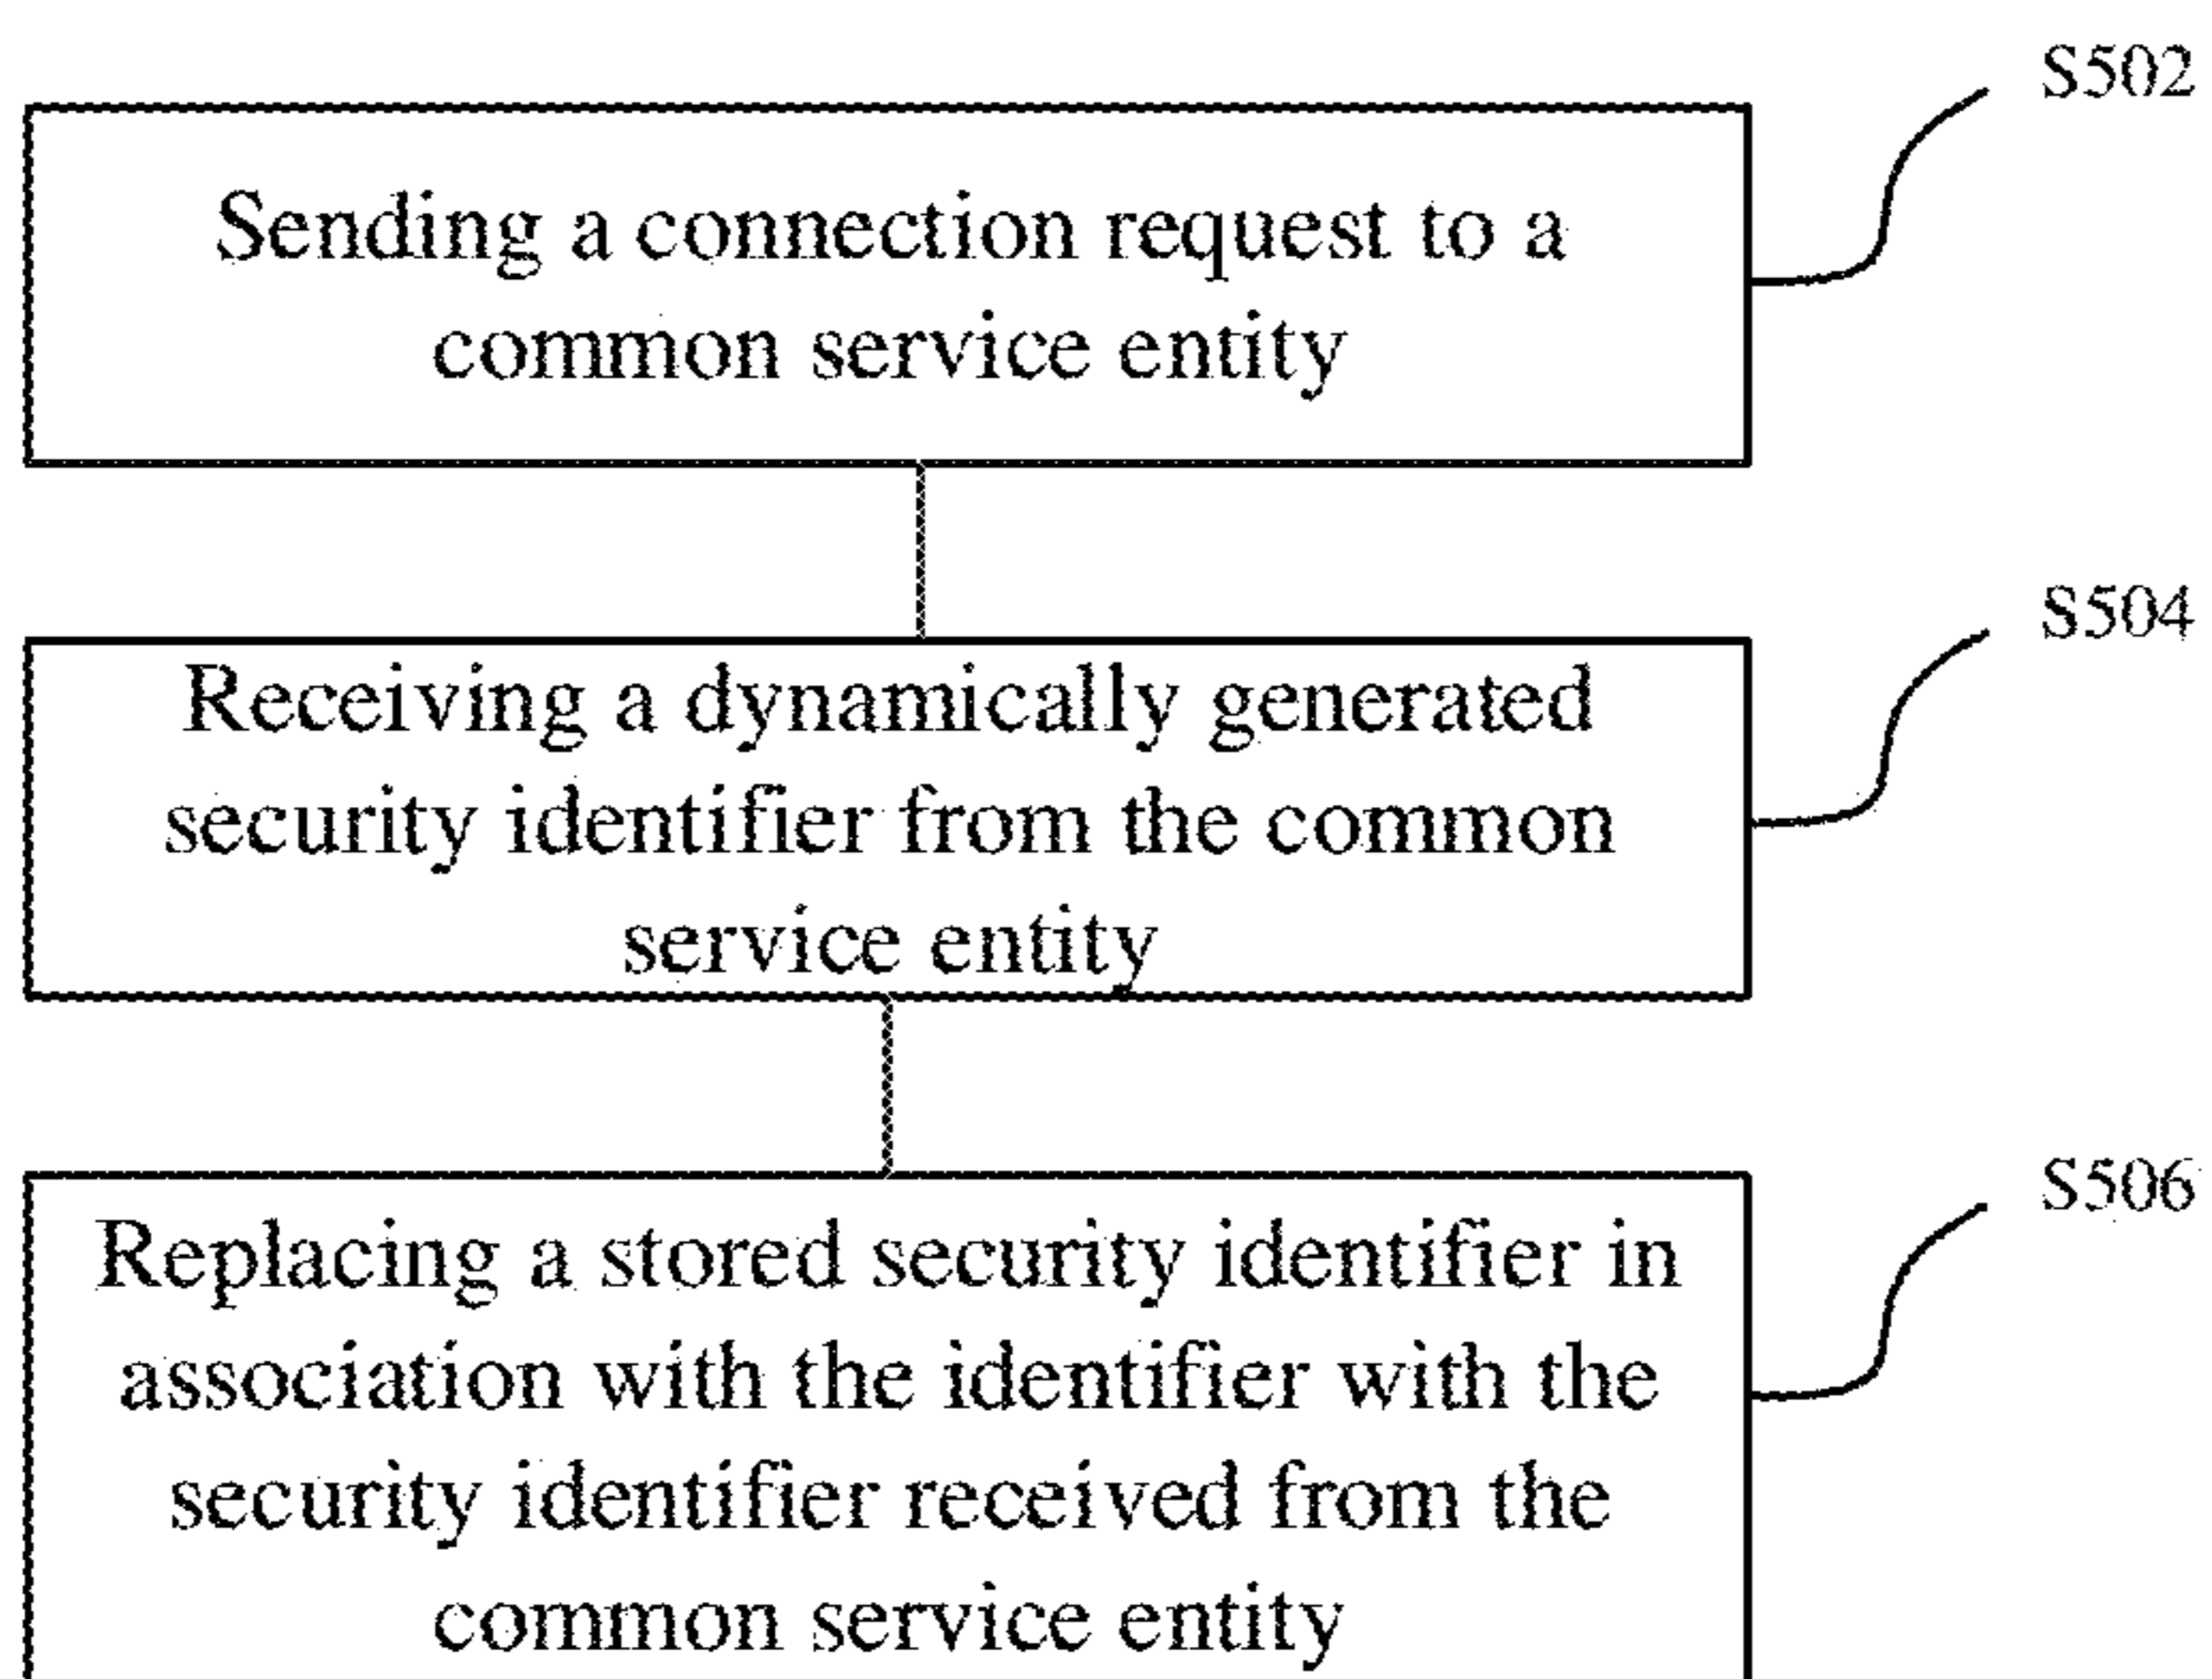 S502
Sending a connection request to a
common service entity
S504
Receiving a dynamically generated
security identifier from the common
service entity
S506
Replacing a stored security identifier in
association with the identifier with the
security identifier received from the
common service entity